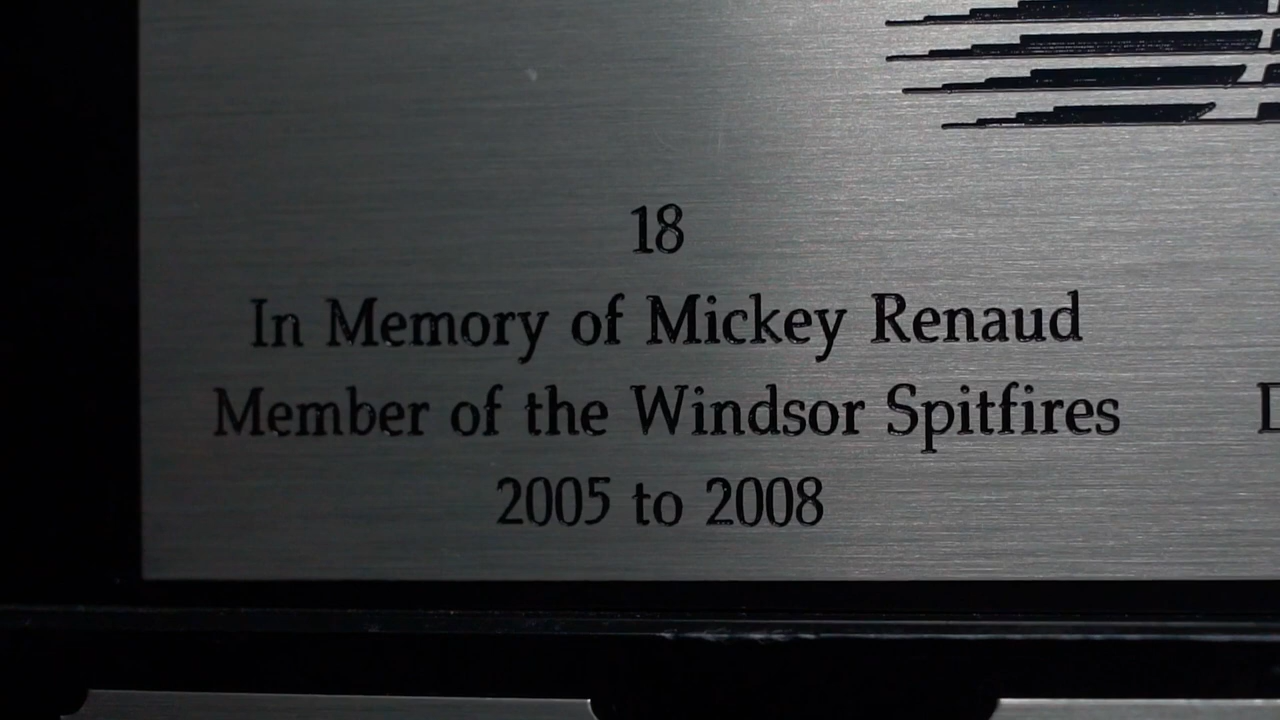 18
In Memory of Mickey Renaud
Member of the Windsor Spitfires
2005 to 2008